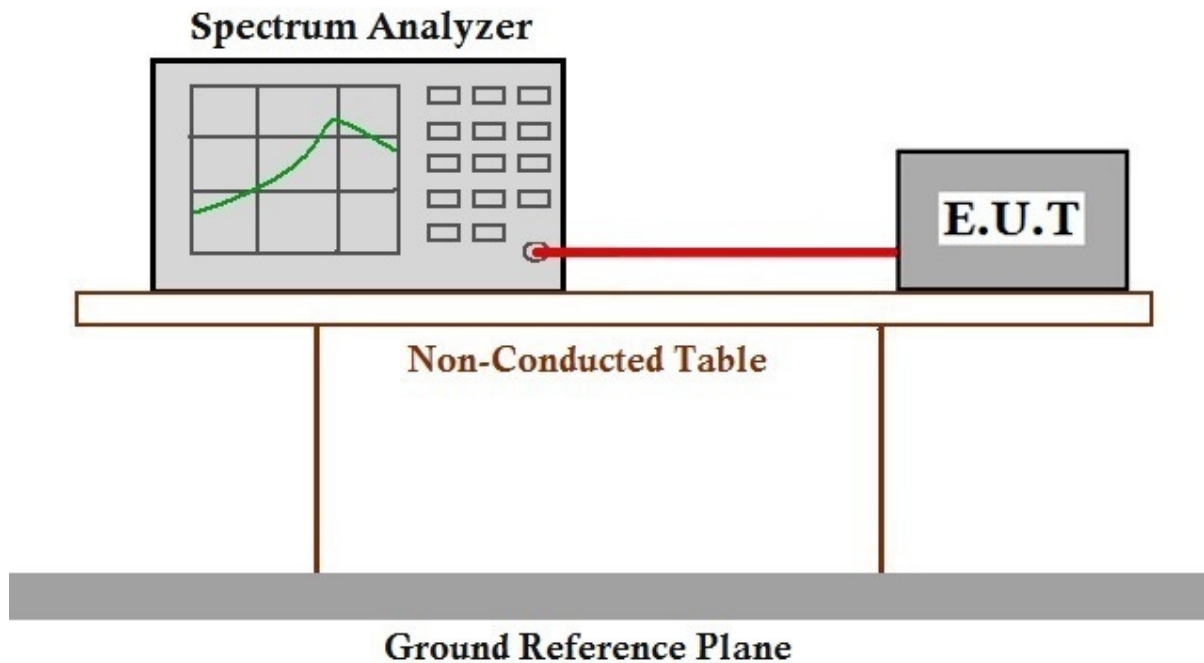 Spectrum Analyzer
E.U.T
Non-Conducted Table
Ground Reference Plane